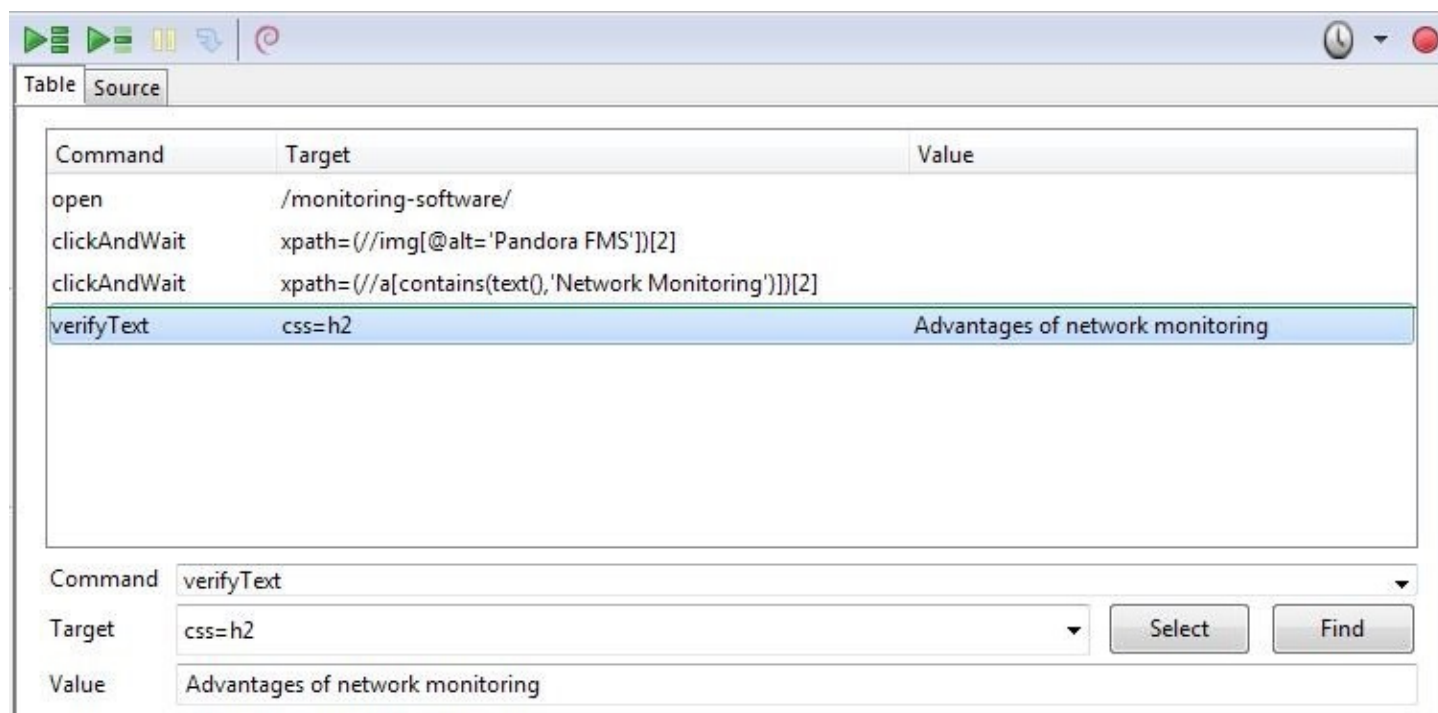 Table Source
Command Target Value
open /monitoring-software/
clickAndWait xpath=(//img[@alt='Pandora FMS'])[2]
clickAndWait xpath=(//a[contains(text(),'Network Monitoring')])[2]
verifyText css=h2 Advantages of network monitoring
Command verifyText
Target css=h2 Select Find
Value Advantages of network monitoring